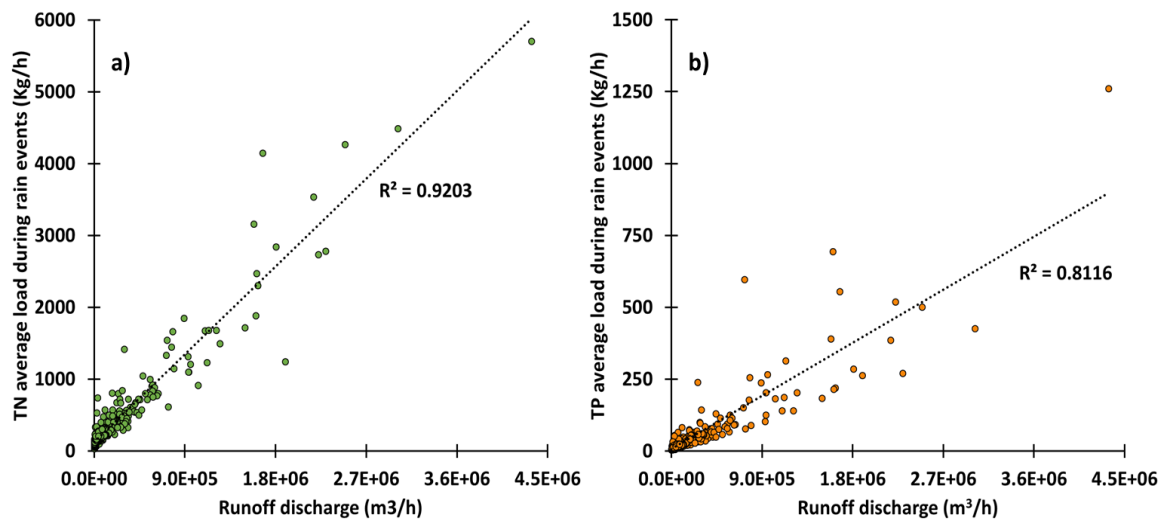 a)
TN average load during rain events (Kg/h)
6000
5000
4000
3000
2000
1000
0
R² = 0.9203
0.0E+00 9.0E+05 1.8E+06 2.7E+06 3.6E+06 4.5E+06
Runoff discharge (m3/h)
b)
TP average load during rain events (Kg/h)
1500
1250
1000
750
500
250
0
R² = 0.8116
0.0E+00 9.0E+05 1.8E+06 2.7E+06 3.6E+06 4.5E+06
Runoff discharge (m³/h)